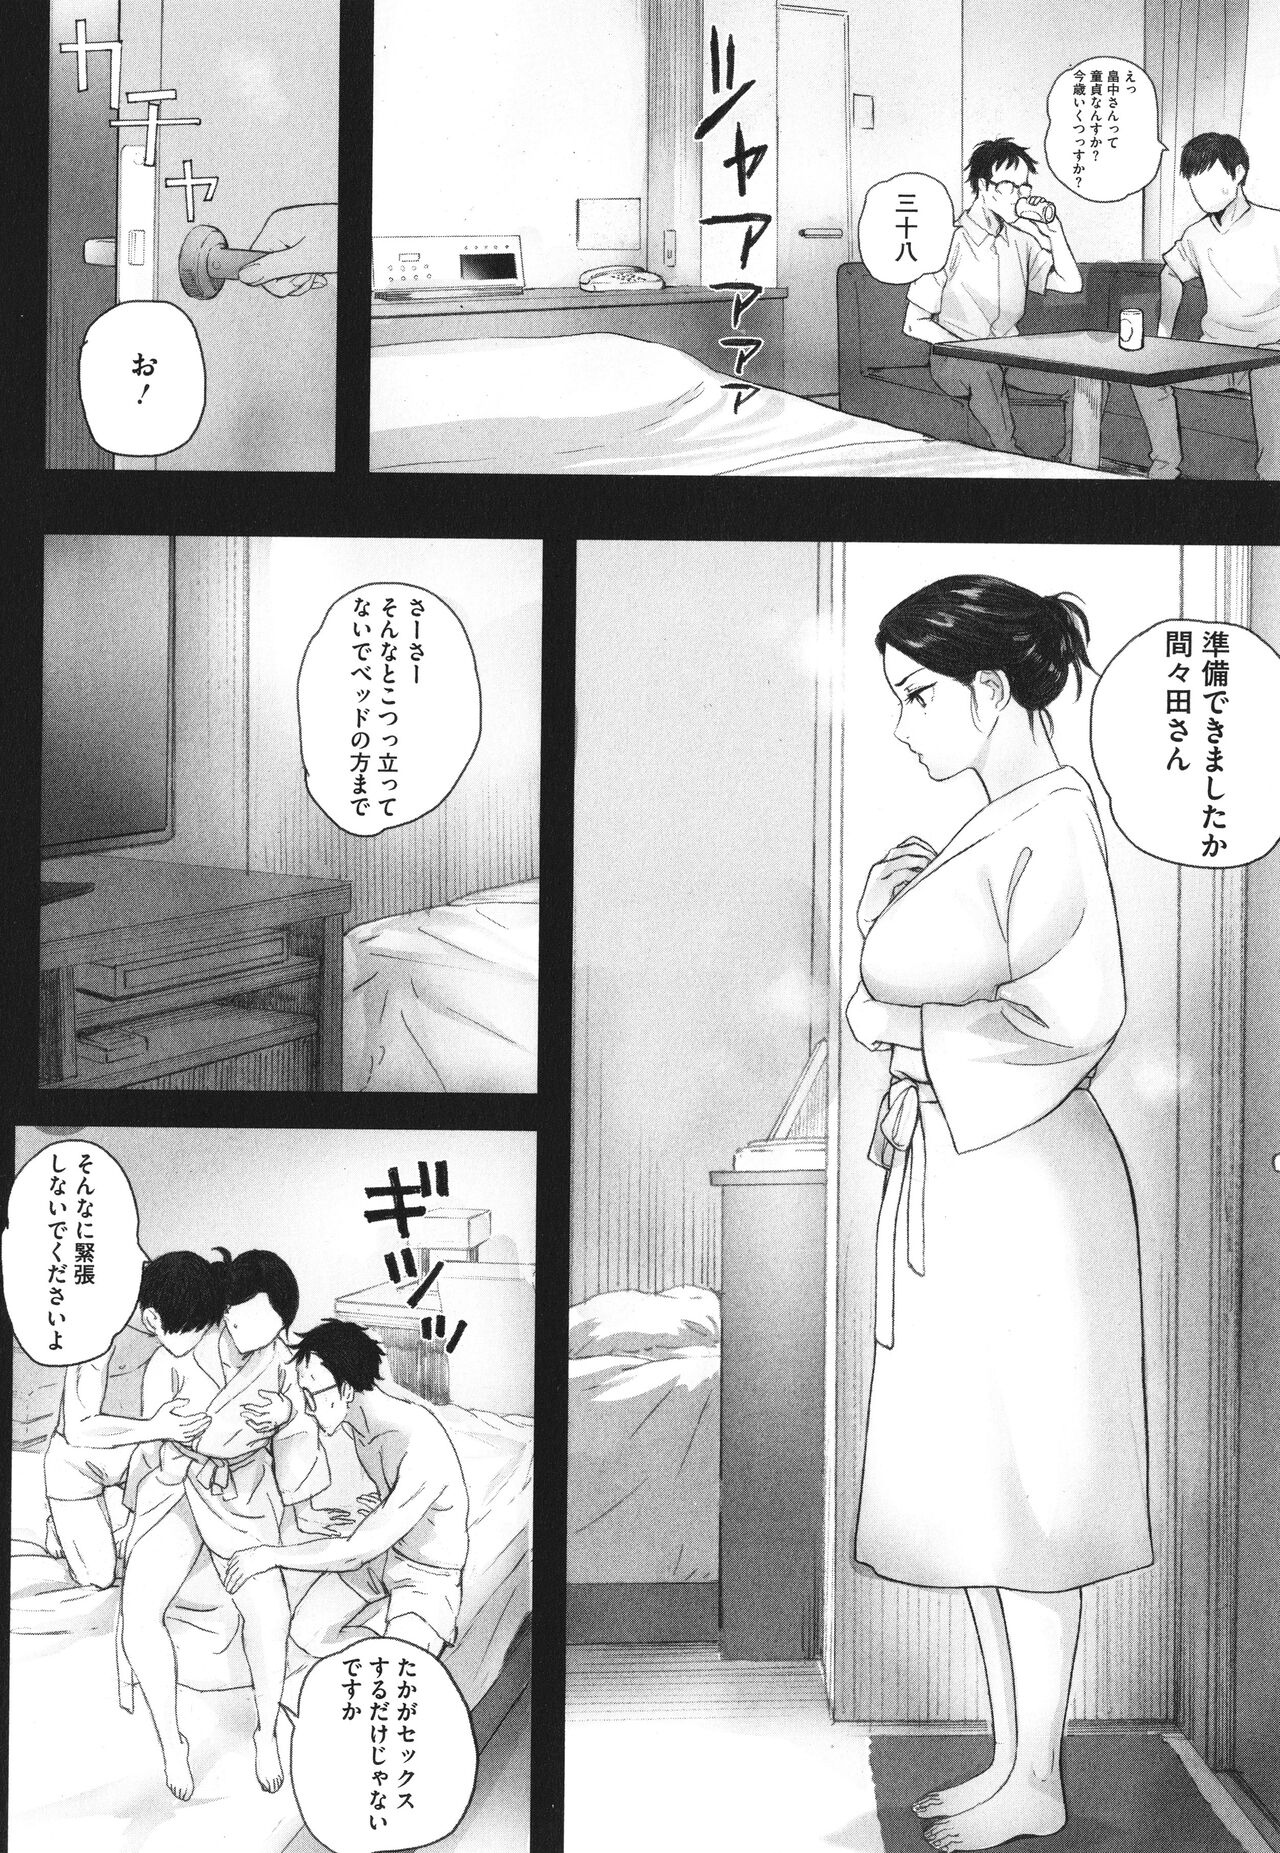 えっ
畠中さんって
童貞なんすか？
今歳いくつっすか？
三十八
シャアアアア
ガチャヤ
お！
準備できましたか
間々田さん
さーさー
そんなとこつっ立って
ないでベッドの方まで
そんなに緊張
しないでくださいよ
ギシッ
たかがセックス
するだけじゃない
ですか